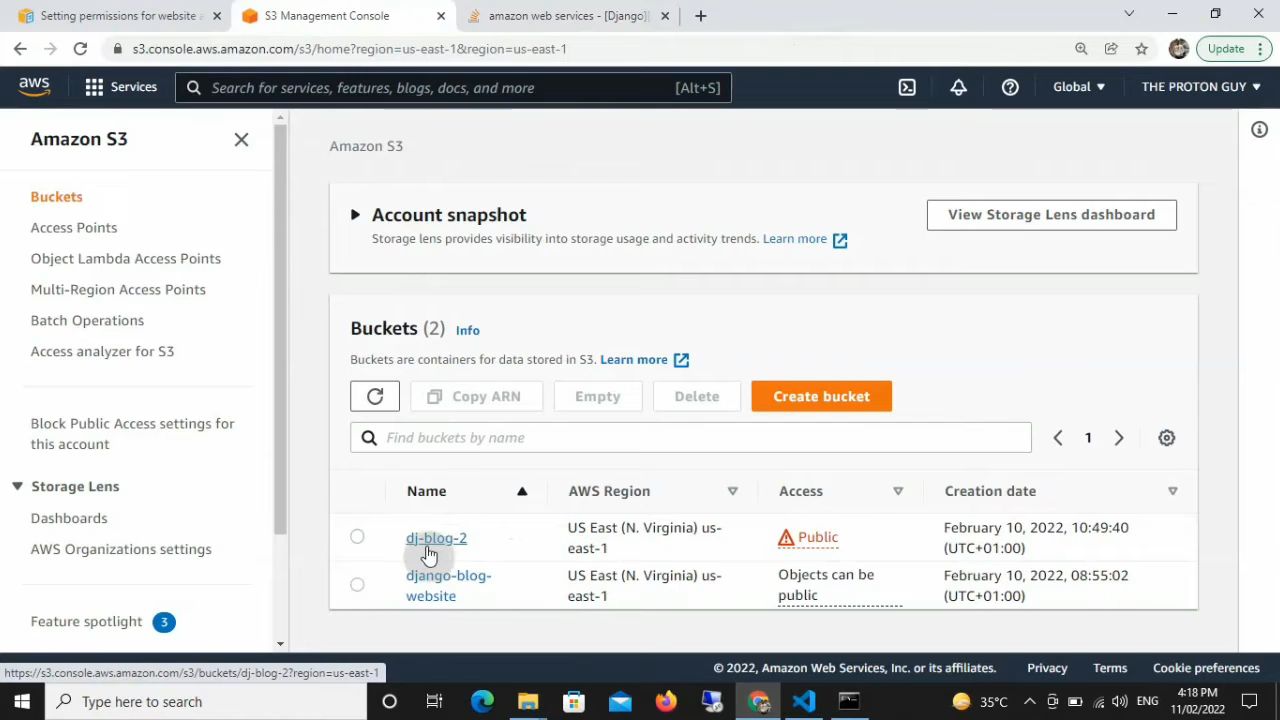 Setting permissions for website a
S3 Management Console
amazon web services - [Django][
s3.console.aws.amazon.com/s3/home?region=us-east-1&region=us-east-1
Update
aws
Services
Search for services, features, blogs, docs, and more
[Alt+S]
Global
THE PROTON GUY
Amazon S3
Buckets
Access Points
Object Lambda Access Points
Multi-Region Access Points
Batch Operations
Access analyzer for S3
Block Public Access settings for
this account
Storage Lens
Dashboards
AWS Organizations settings
Feature spotlight 3
Amazon S3
Account snapshot
View Storage Lens dashboard
Storage lens provides visibility into storage usage and activity trends. Learn more
Buckets (2) Info
Buckets are containers for data stored in S3. Learn more
Copy ARN
Empty
Delete
Create bucket
Find buckets by name
1
Name
AWS Region
Access
Creation date
dj-blog-2
US East (N. Virginia) us-
east-1
Public
February 10, 2022, 10:49:40
(UTC+01:00)
django-blog-
website
US East (N. Virginia) us-
east-1
Objects can be
public
February 10, 2022, 08:55:02
(UTC+01:00)
https://s3.console.aws.amazon.com/s3/buckets/dj-blog-2?region=us-east-1
© 2022, Amazon Web Services, Inc. or its affiliates.
Privacy
Terms
Cookie preferences
Type here to search
35°C
ENG
4:18 PM
11/02/2022